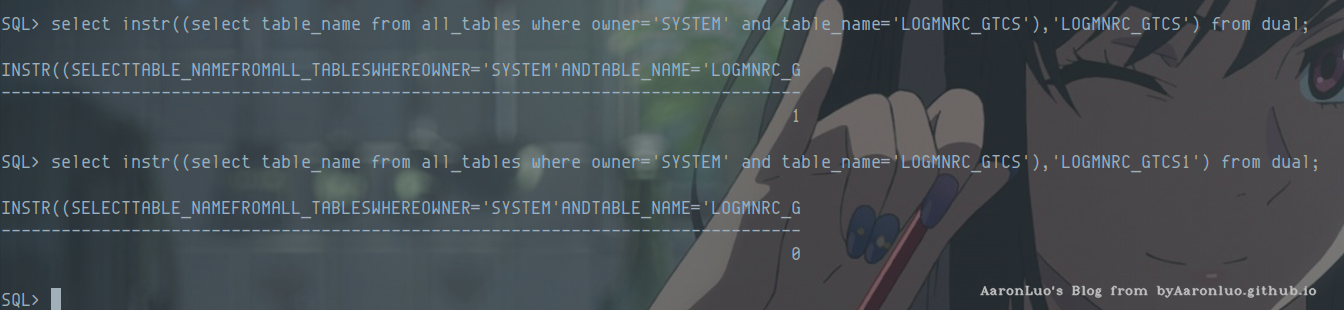 SQL> select instr((select table_name from all_tables where owner='SYSTEM' and table_name='LOGMNRC_GTCS'),'LOGMNRC_GTCS') from dual;
INSTR((SELECTTABLE_NAMEFROMALL_TABLESWHEREOWNER='SYSTEM'ANDTABLE_NAME='LOGMNRC_G
--------------------------------------------------------------------------------
1
SQL> select instr((select table_name from all_tables where owner='SYSTEM' and table_name='LOGMNRC_GTCS'),'LOGMNRC_GTCS1') from dual;
INSTR((SELECTTABLE_NAMEFROMALL_TABLESWHEREOWNER='SYSTEM'ANDTABLE_NAME='LOGMNRC_G
--------------------------------------------------------------------------------
0
SQL>
AaronLuo's Blog from byAaronluo.github.io